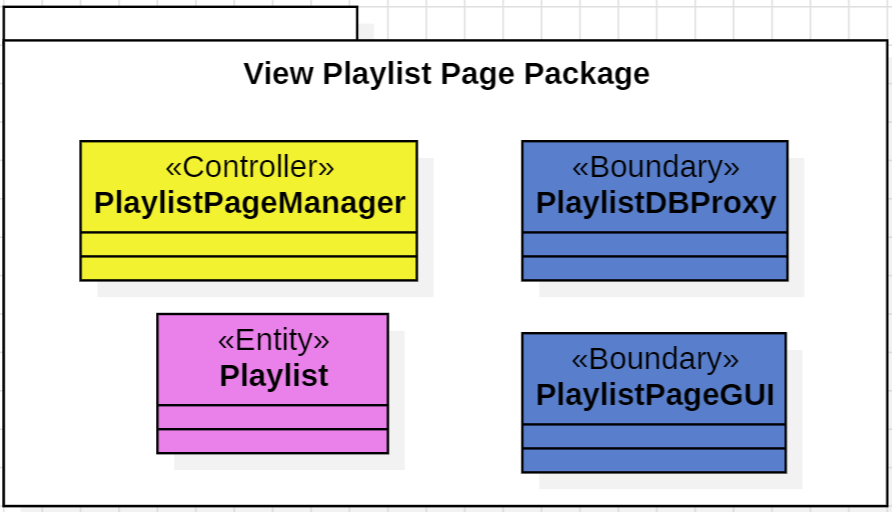 View Playlist Page Package
«Controller»
PlaylistPageManager
«Boundary»
PlaylistDBProxy
«Entity»
Playlist
«Boundary»
PlaylistPageGUI